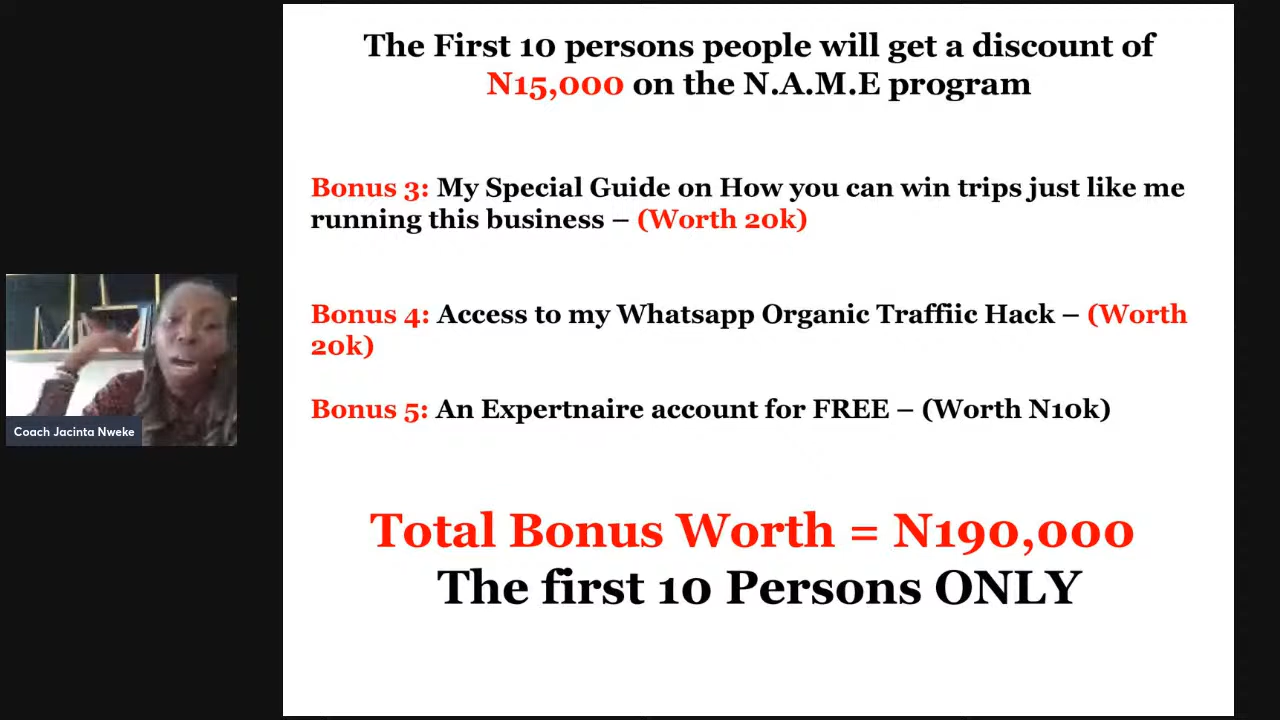 The First 10 persons people will get a discount of
N15,000 on the N.A.M.E program
Bonus 3: My Special Guide on How you can win trips just like me
running this business – (Worth 20k)
Bonus 4: Access to my Whatsapp Organic Traffiic Hack – (Worth
20k)
Bonus 5: An Expertnaire account for FREE – (Worth N10k)
Total Bonus Worth = N190,000
The first 10 Persons ONLY
Coach Jacinta Nweke